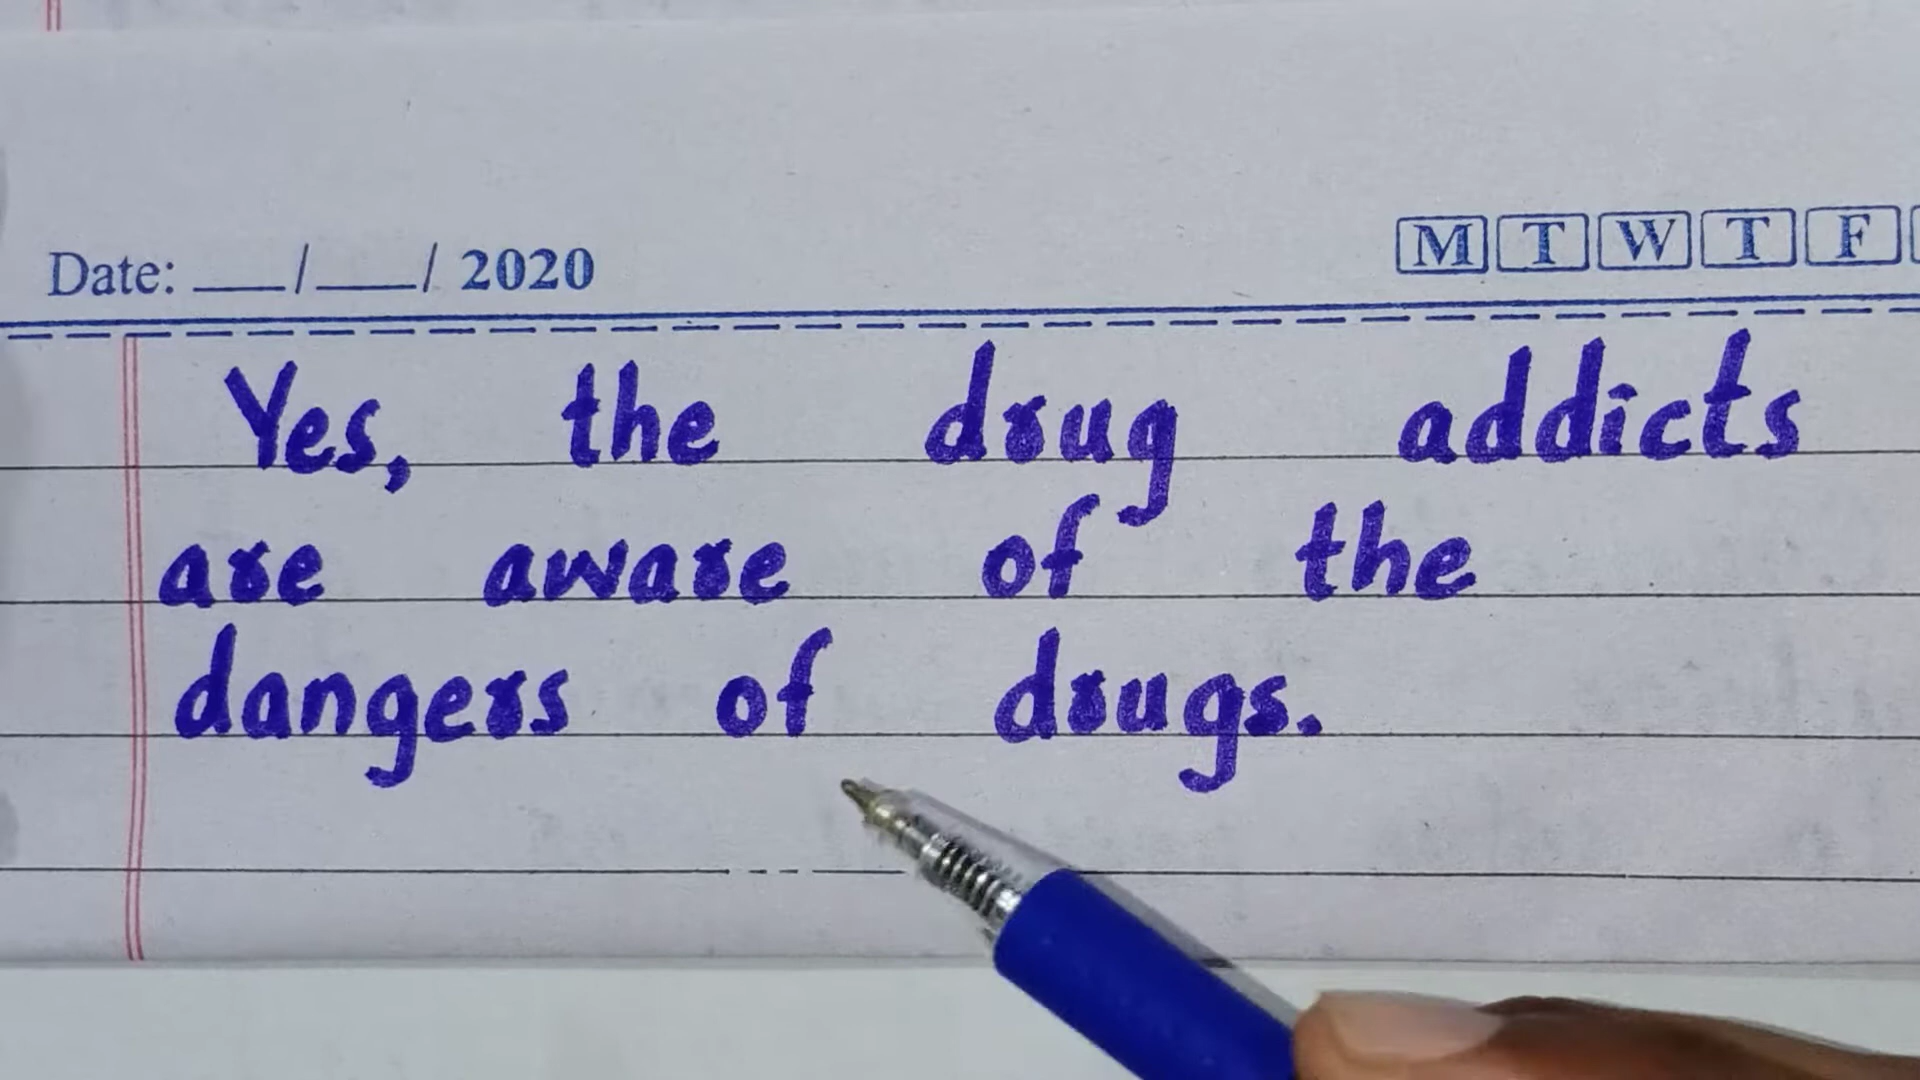 Date: ___/___/ 2020 M T W T F
Yes, the drug addicts
are aware of the
dangers of drugs.